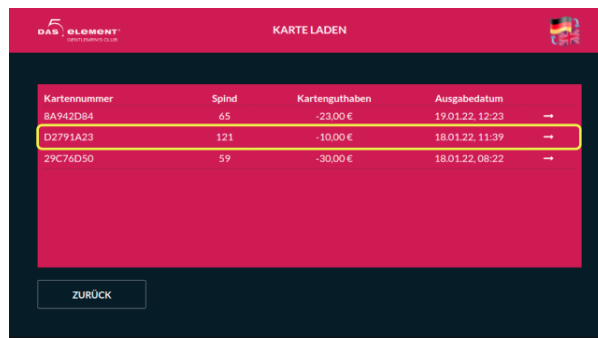 5
DAS ELEMENT
GENTLEMEN'S CLUB
KARTE LADEN
Kartennummer Spind Kartenguthaben Ausgabedatum
8A942D84 65 -23,00 € 19.01.22, 12:23 →
D2791A23 121 -10,00 € 18.01.22, 11:39 →
29C76D50 59 -30,00 € 18.01.22, 08:22 →
ZURÜCK